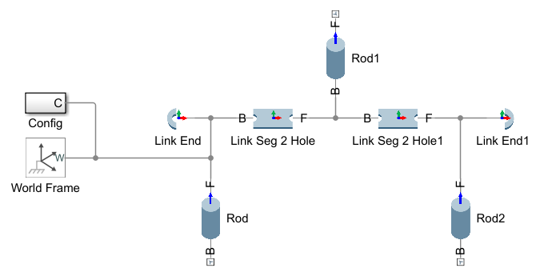 F
Rod1
B
C
Config
B
F
B
F
Link End
Link Seg 2 Hole
Link Seg 2 Hole1
Link End1
W
World Frame
F
Rod
B
F
Rod2
B